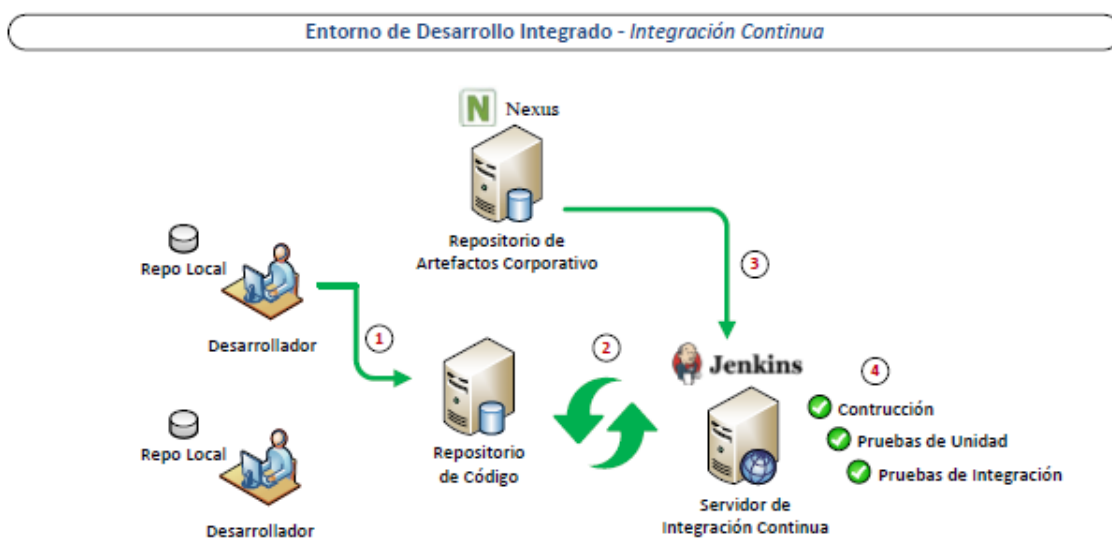 Entorno de Desarrollo Integrado - Integración Continua
N Nexus
Repositorio de
Artefactos Corporativo
Repo Local
Desarrollador
1
2
3
Jenkins
4
Contrucción
Pruebas de Unidad
Pruebas de Integración
Repositorio
de Código
Servidor de
Integración Continua
Repo Local
Desarrollador